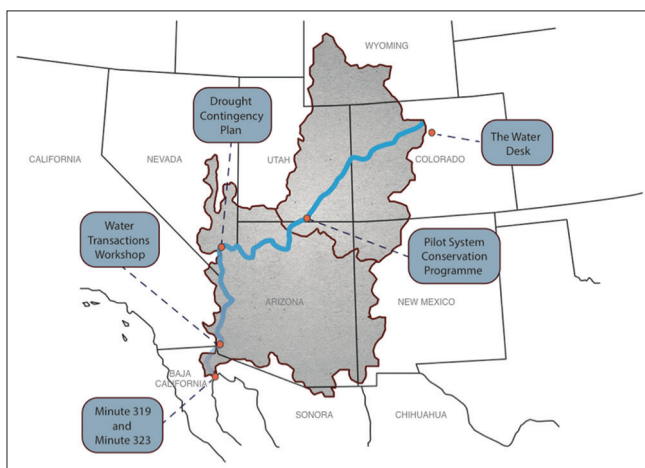 WYOMING
Drought
Contingency
Plan
The Water
Desk
CALIFORNIA
NEVADA
UTAH
COLORADO
Water
Transactions
Workshop
Pilot System
Conservation
Programme
ARIZONA
NEW MEXICO
BAJA
CALIFORNIA
Minute 319
and
Minute 323
SONORA
CHIHUAHUA